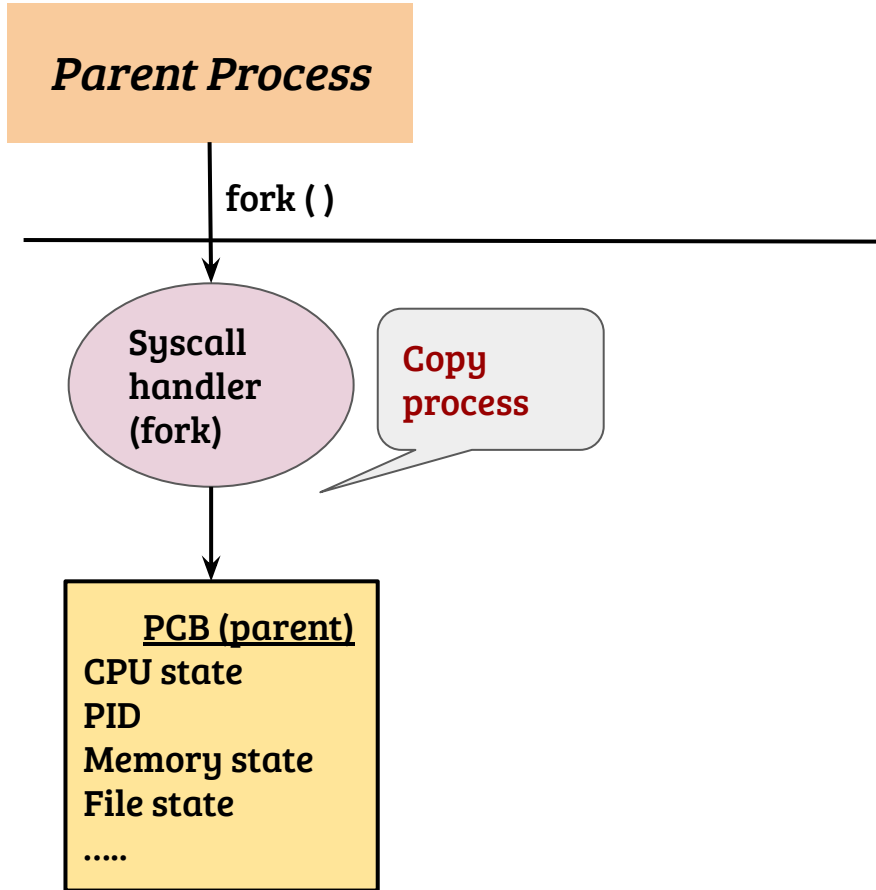 Parent Process
fork ( )
Syscall
handler
(fork)
Copy
process
PCB (parent)
CPU state
PID
Memory state
File state
.....